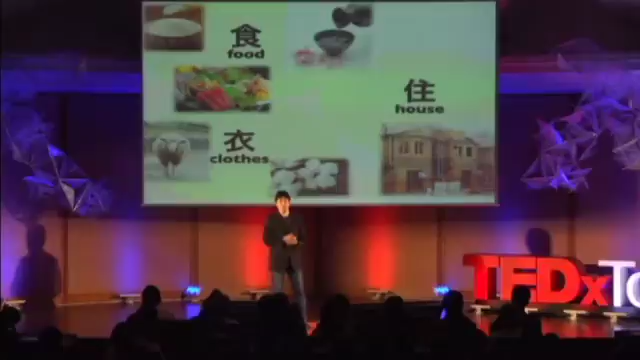 食
food
住
house
衣
clothes
TEDxTo